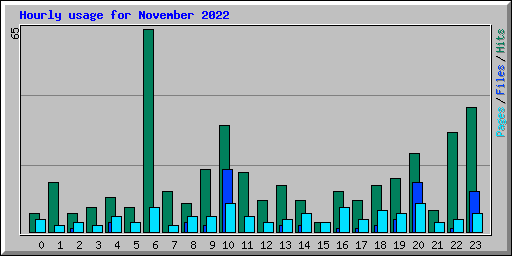 Hourly usage for November 2022
65
Pages/Files/Hits
0 1 2 3 4 5 6 7 8 9 10 11 12 13 14 15 16 17 18 19 20 21 22 23